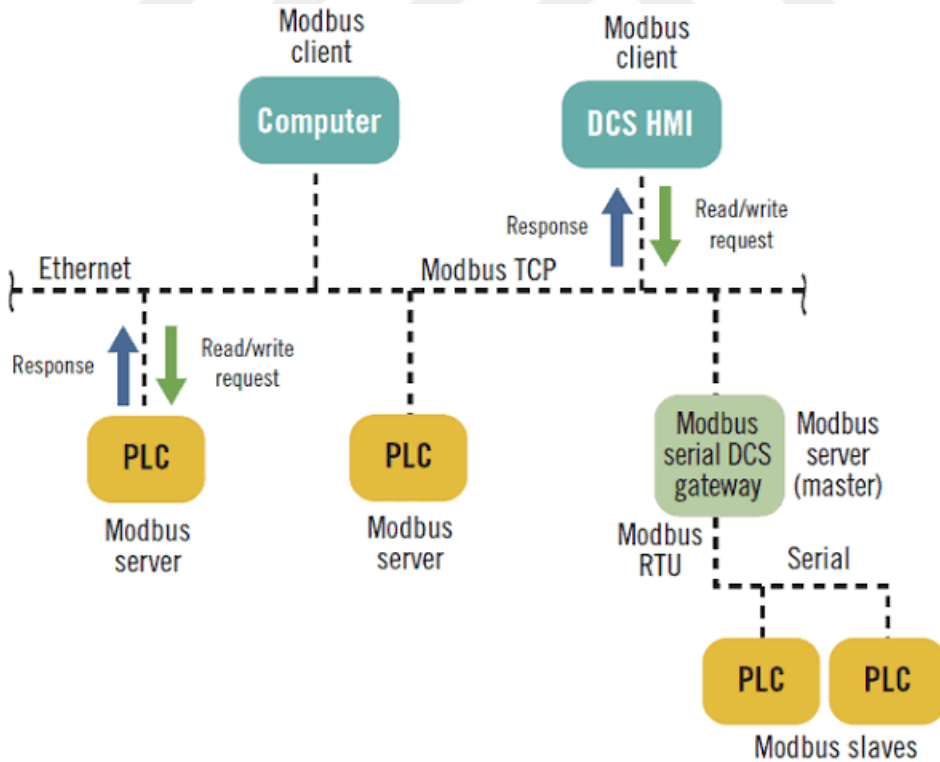 Modbus
client
Modbus
client
Computer
DCS HMI
Response
Read/write
request
Ethernet
Modbus TCP
Response
Read/write
request
PLC
Modbus
server
PLC
Modbus
server
Modbus
serial DCS
gateway
Modbus
server
(master)
Modbus
RTU
Serial
PLC
PLC
Modbus slaves